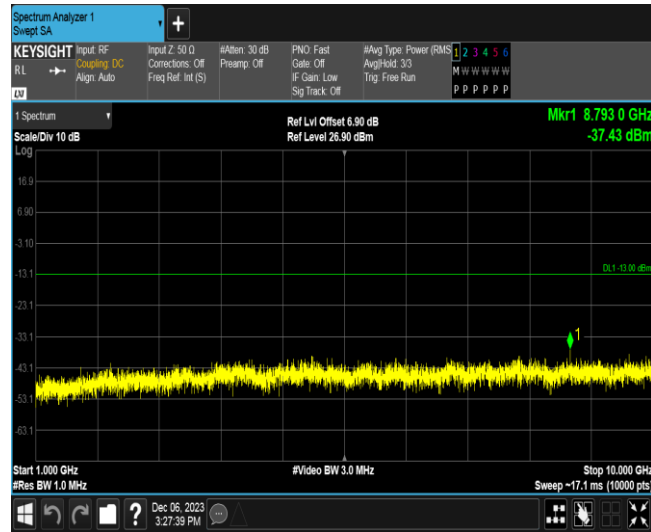 Spectrum Analyzer 1
Swept SA
KEYSIGHT
RL
LXI
Input: RF
Coupling: DC
Align: Auto
Input Z: 50 Ω
Corrections: Off
Freq Ref: Int (S)
#Atten: 30 dB
Preamp: Off
PNO: Fast
Gate: Off
IF Gain: Low
Sig Track: Off
#Avg Type: Power (RMS
Avg|Hold: 3/3
Trig: Free Run
1 2 3 4 5 6
M W W W W W
P P P P P P
1 Spectrum
Scale/Div 10 dB
Log
Ref Lvl Offset 6.90 dB
Ref Level 26.90 dBm
Mkr1 8.793 0 GHz
-37.43 dBm
16.9
6.90
-3.10
-13.1
DL1 -13.00 dBm
-23.1
-33.1
1
-43.1
-53.1
-63.1
Start 1.000 GHz
#Res BW 1.0 MHz
#Video BW 3.0 MHz
Stop 10.000 GHz
Sweep ~17.1 ms (10000 pts)
?
Dec 06, 2023
3:27:39 PM